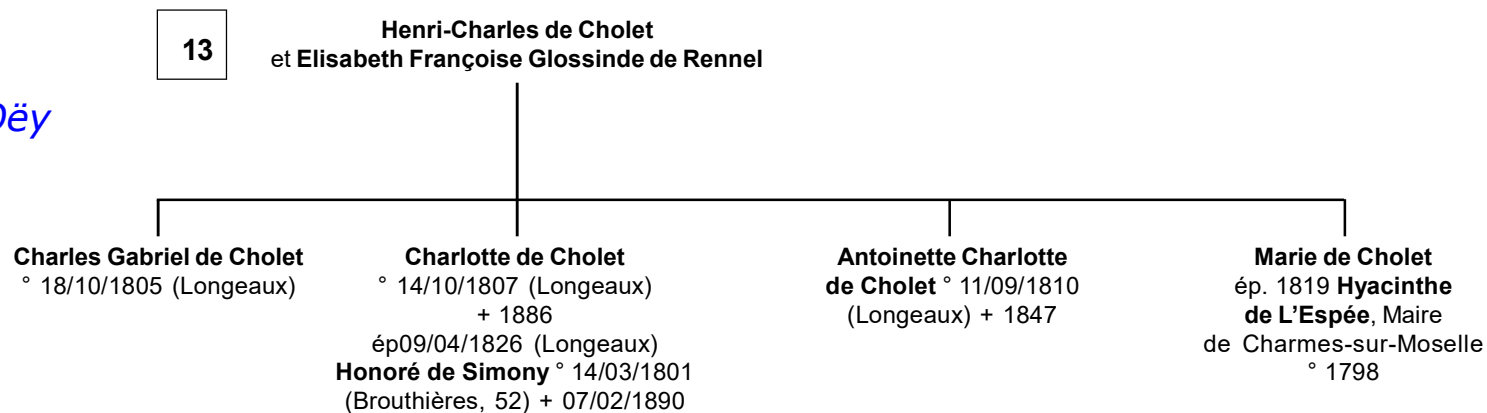 13
Henri-Charles de Cholet
et Elisabeth Françoise Glossinde de Rennel
Dëy
Charles Gabriel de Cholet
° 18/10/1805 (Longeaux)
Charlotte de Cholet
° 14/10/1807 (Longeaux)
+ 1886
ép09/04/1826 (Longeaux)
Honoré de Simony ° 14/03/1801
(Brouthières, 52) + 07/02/1890
Antoinette Charlotte
de Cholet ° 11/09/1810
(Longeaux) + 1847
Marie de Cholet
ép. 1819 Hyacinthe
de L'Espée, Maire
de Charmes-sur-Moselle
° 1798